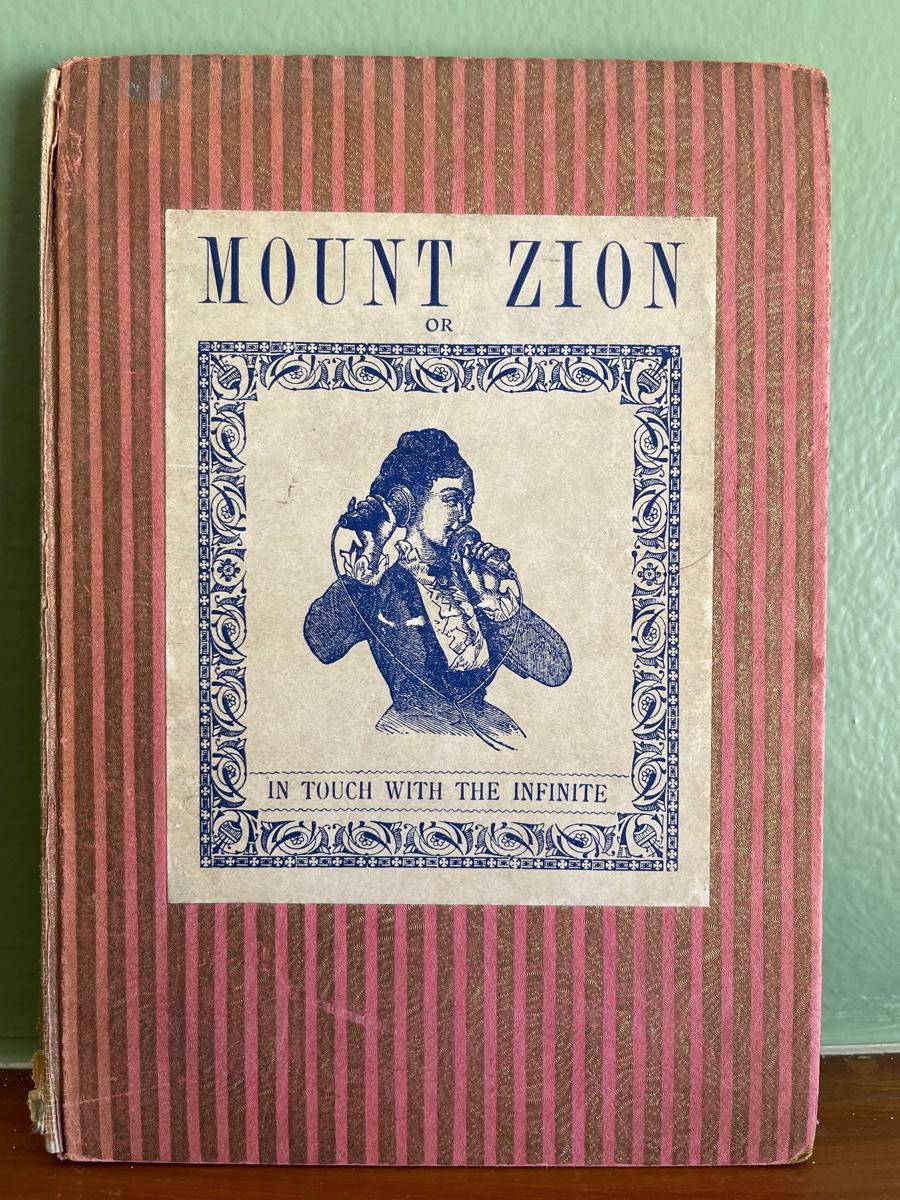 MOUNT ZION
OR
IN TOUCH WITH THE INFINITE